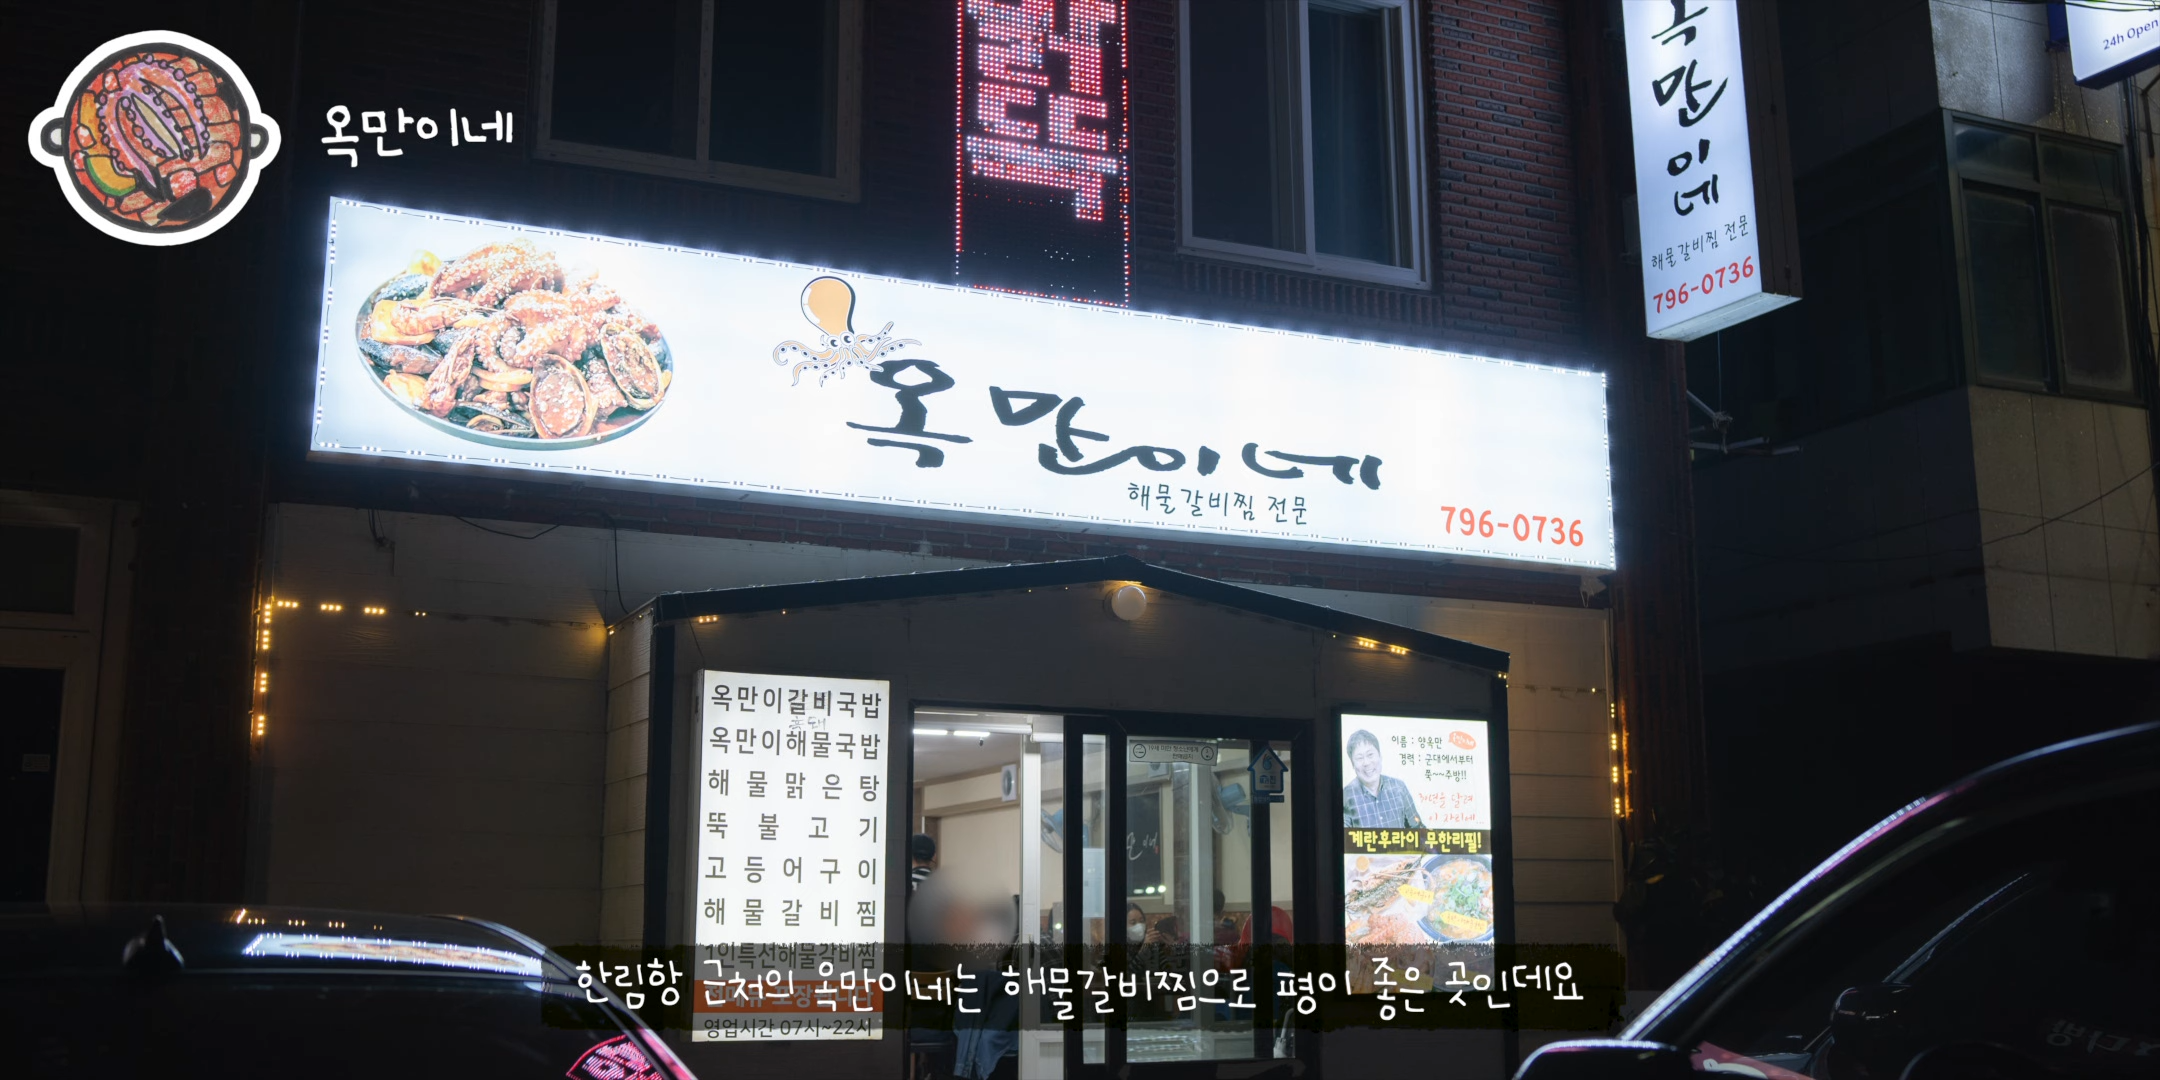 옥만이네
옥
만
이
네
해물갈비찜 전문
796-0736
24h Open
옥만이네
해물갈비찜 전문
796-0736
옥만이갈비국밥
옥만이해물국밥
해물맑은탕
뚝불고기
고등어구이
해물갈비찜
1인특선해물갈비찜
영업시간 07시~22시
이름 : 양옥만
경력 : 군대에서부터
쭉~~주방!!
계란후라이 무한리필!
한림항 근처의 옥만이네는 해물갈비찜으로 평이 좋은 곳인데요